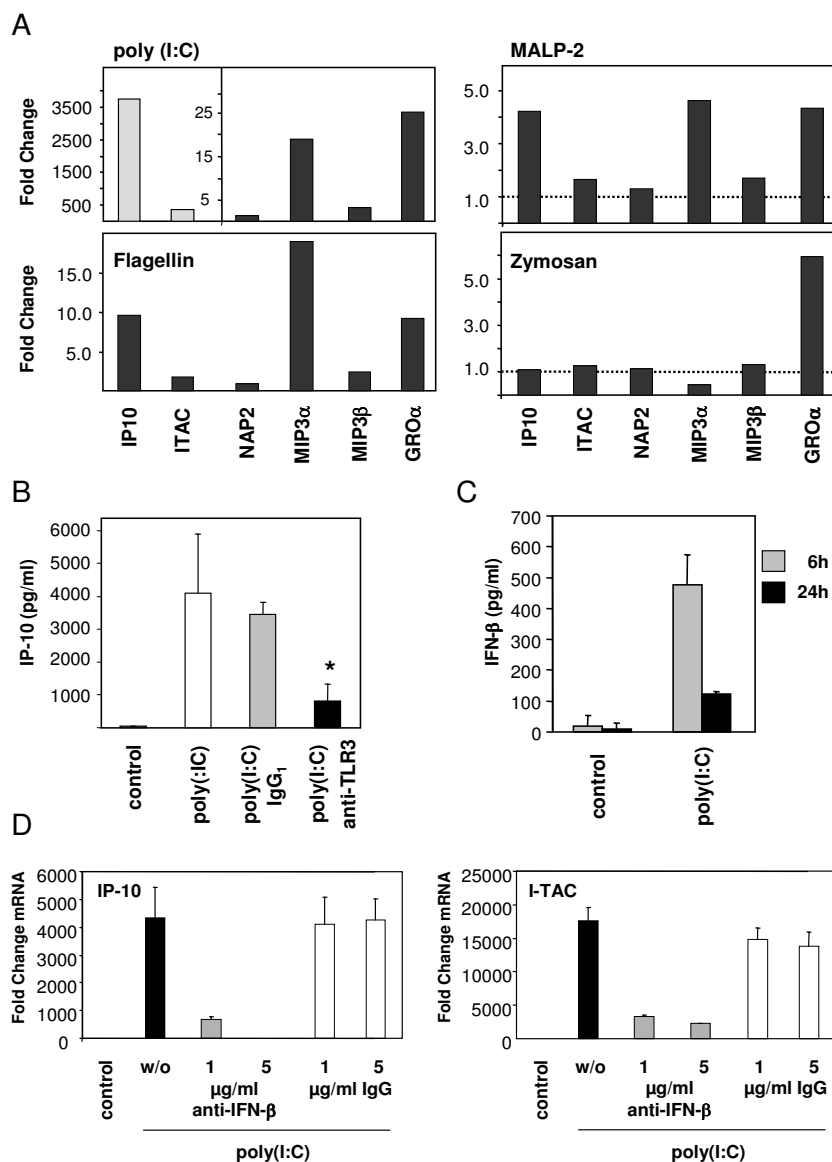 A
poly (I:C)
Fold Change
3500
2500
1500
500
25
15
5
MALP-2
5.0
3.0
1.0
Flagellin
Fold Change
15.0
10.0
5.0
IP10
ITAC
NAP2
MIP3α
MIP3β
GROα
Zymosan
5.0
3.0
1.0
IP10
ITAC
NAP2
MIP3α
MIP3β
GROα
B
IP-10 (pg/ml)
6000
5000
4000
3000
2000
1000
*
control
poly(:IC)
poly(I:C)
IgG1
poly(I:C)
anti-TLR3
C
IFN-β (pg/ml)
700
600
500
400
300
200
100
0
6h
24h
control
poly(I:C)
D
Fold Change mRNA
6000
5000
4000
3000
2000
1000
0
IP-10
control
w/o 1 5 1 5
µg/ml µg/ml IgG
anti-IFN-β
poly(I:C)
Fold Change mRNA
25000
20000
15000
10000
5000
0
I-TAC
control
w/o 1 5 1 5
µg/ml µg/ml IgG
anti-IFN-β
poly(I:C)